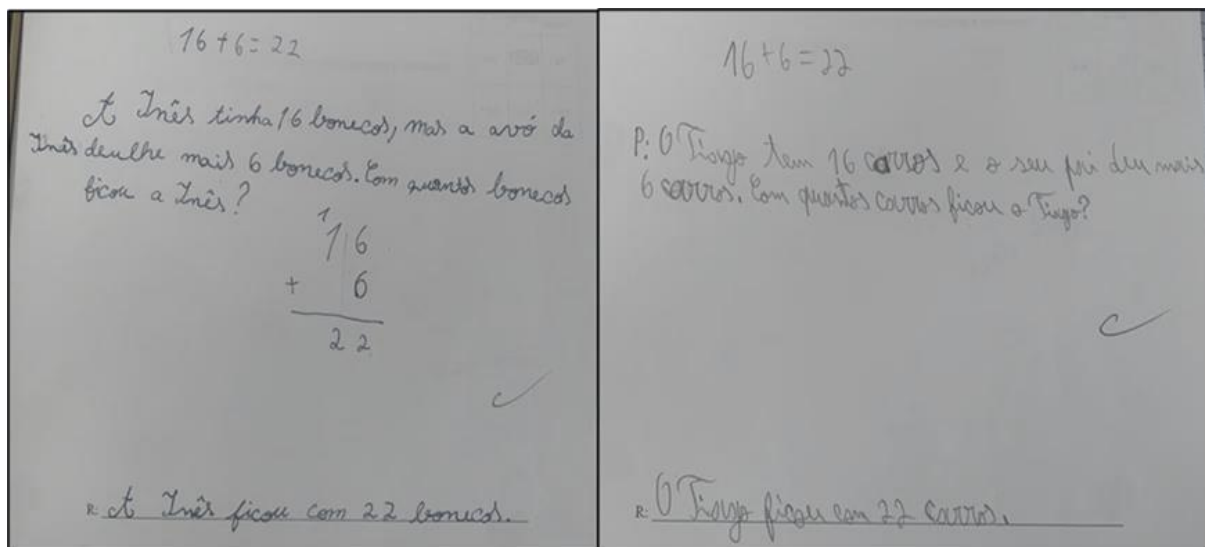 16 + 6 = 22
A Inês tinha 16 bonecos, mas a avó da
Inês deulhe mais 6 bonecos. Com quantos bonecos
ficou a Inês?
1
16
+ 6
22
C
R: A Inês ficou com 22 bonecos.
16 + 6 = 22
P: O Tiago tem 16 carros e o seu pai deu mais
6 carros. Com quantos carros ficou o Tiago?
C
R: O Tiago ficou com 22 carros.